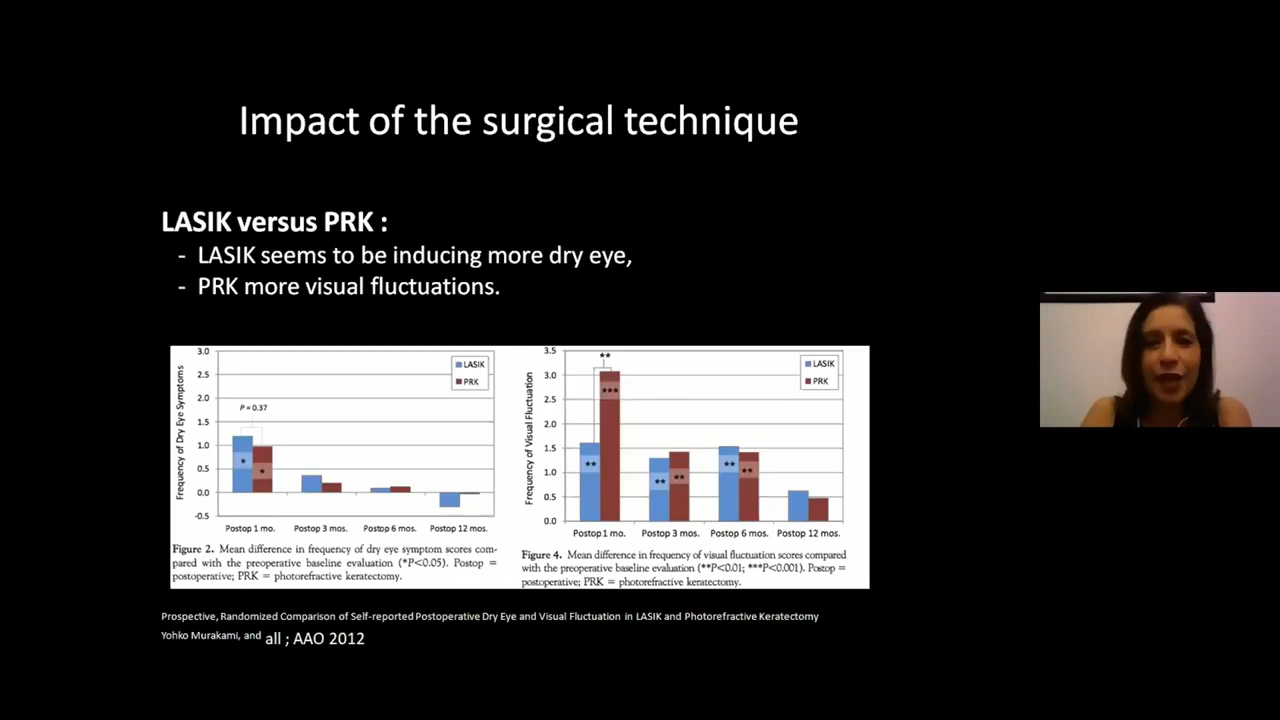 Impact of the surgical technique
LASIK versus PRK :
- LASIK seems to be inducing more dry eye,
- PRK more visual fluctuations.
Frequency of Dry Eye Symptoms
3.0
2.5
2.0
1.5
1.0
0.5
0.0
-0.5
LASIK
PRK
P = 0.37
*
*
Postop 1 mo.
Postop 3 mos.
Postop 6 mos.
Postop 12 mos.
Figure 2. Mean difference in frequency of dry eye symptom scores com-
pared with the preoperative baseline evaluation (*P<0.05). Postop =
postoperative; PRK = photorefractive keratectomy.
Frequency of Visual Fluctuation
3.5
3.0
2.5
2.0
1.5
1.0
0.5
0.0
LASIK
PRK
**
***
**
**
**
**
**
Postop 1 mo.
Postop 3 mos.
Postop 6 mos.
Postop 12 mos.
Figure 4. Mean difference in frequency of visual fluctuation scores compared
with the preoperative baseline evaluation (**P<0.01; ***P<0.001). Postop =
postoperative; PRK = photorefractive keratectomy.
Prospective, Randomized Comparison of Self-reported Postoperative Dry Eye and Visual Fluctuation in LASIK and Photorefractive Keratectomy
Yohko Murakami, and all ; AAO 2012